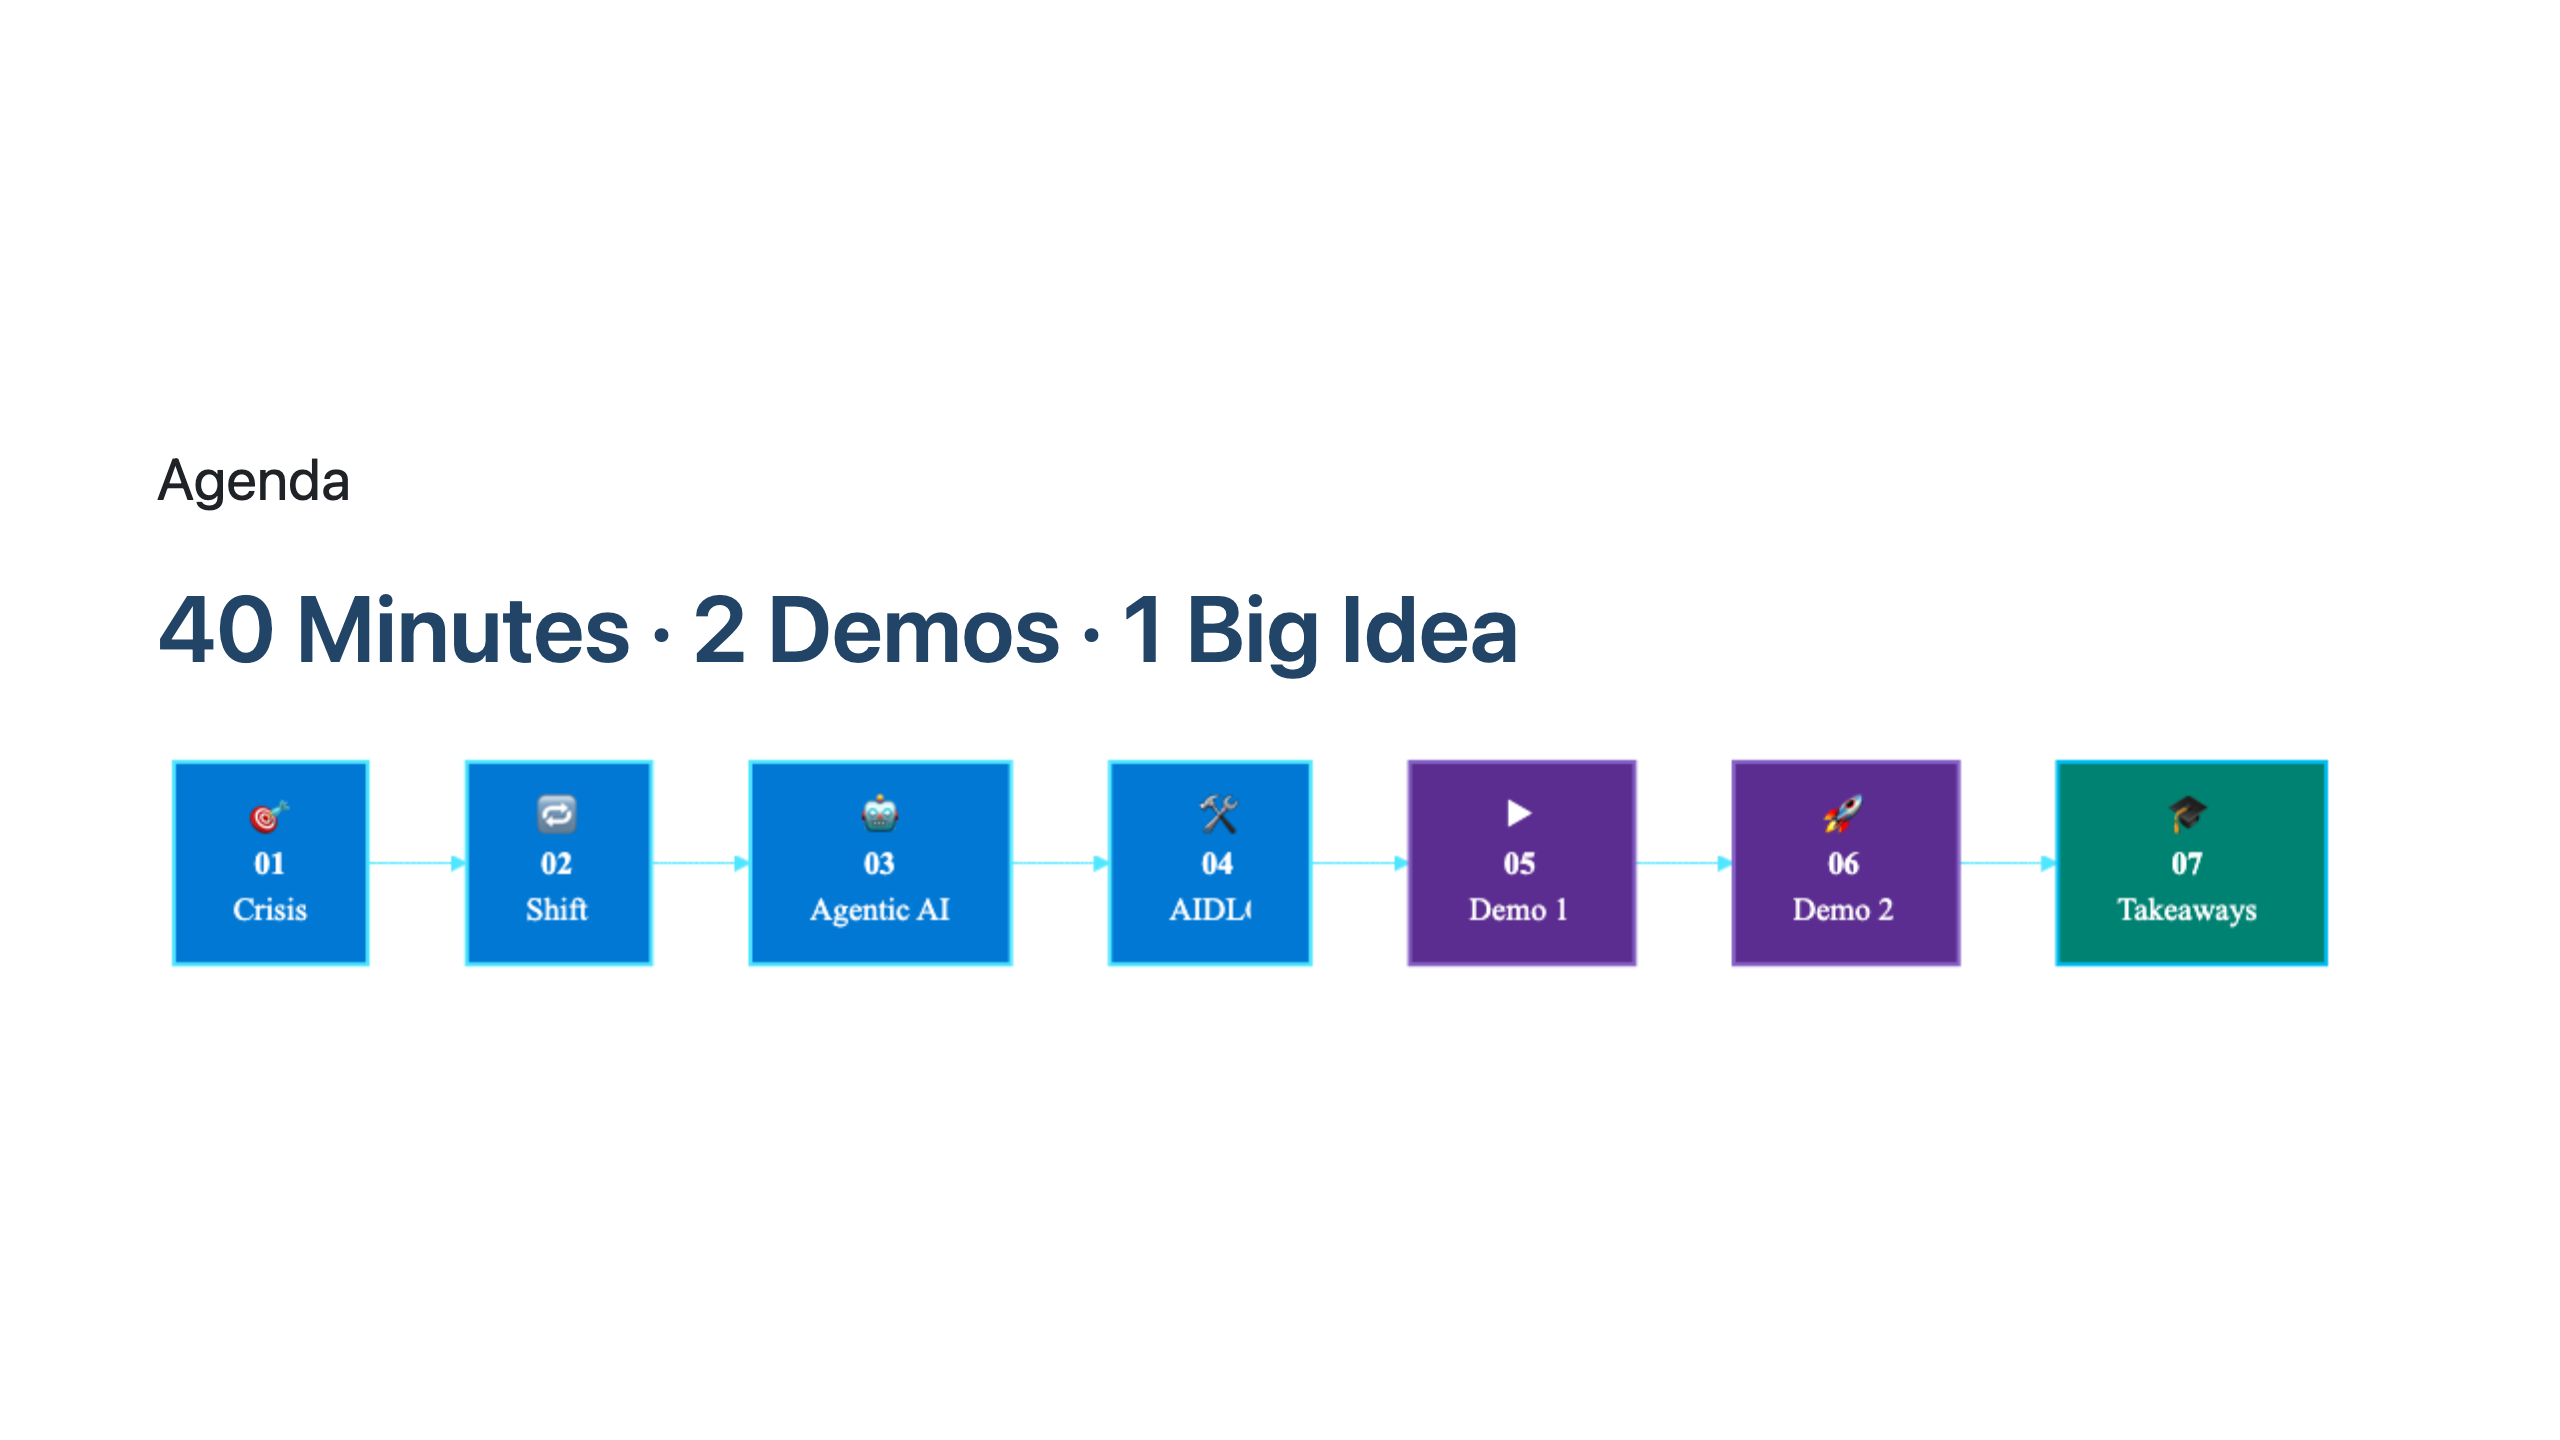 Agenda
40 Minutes · 2 Demos · 1 Big Idea
01
Crisis
02
Shift
03
Agentic AI
04
05
Demo 1
06
Demo 2
07
Takeaways